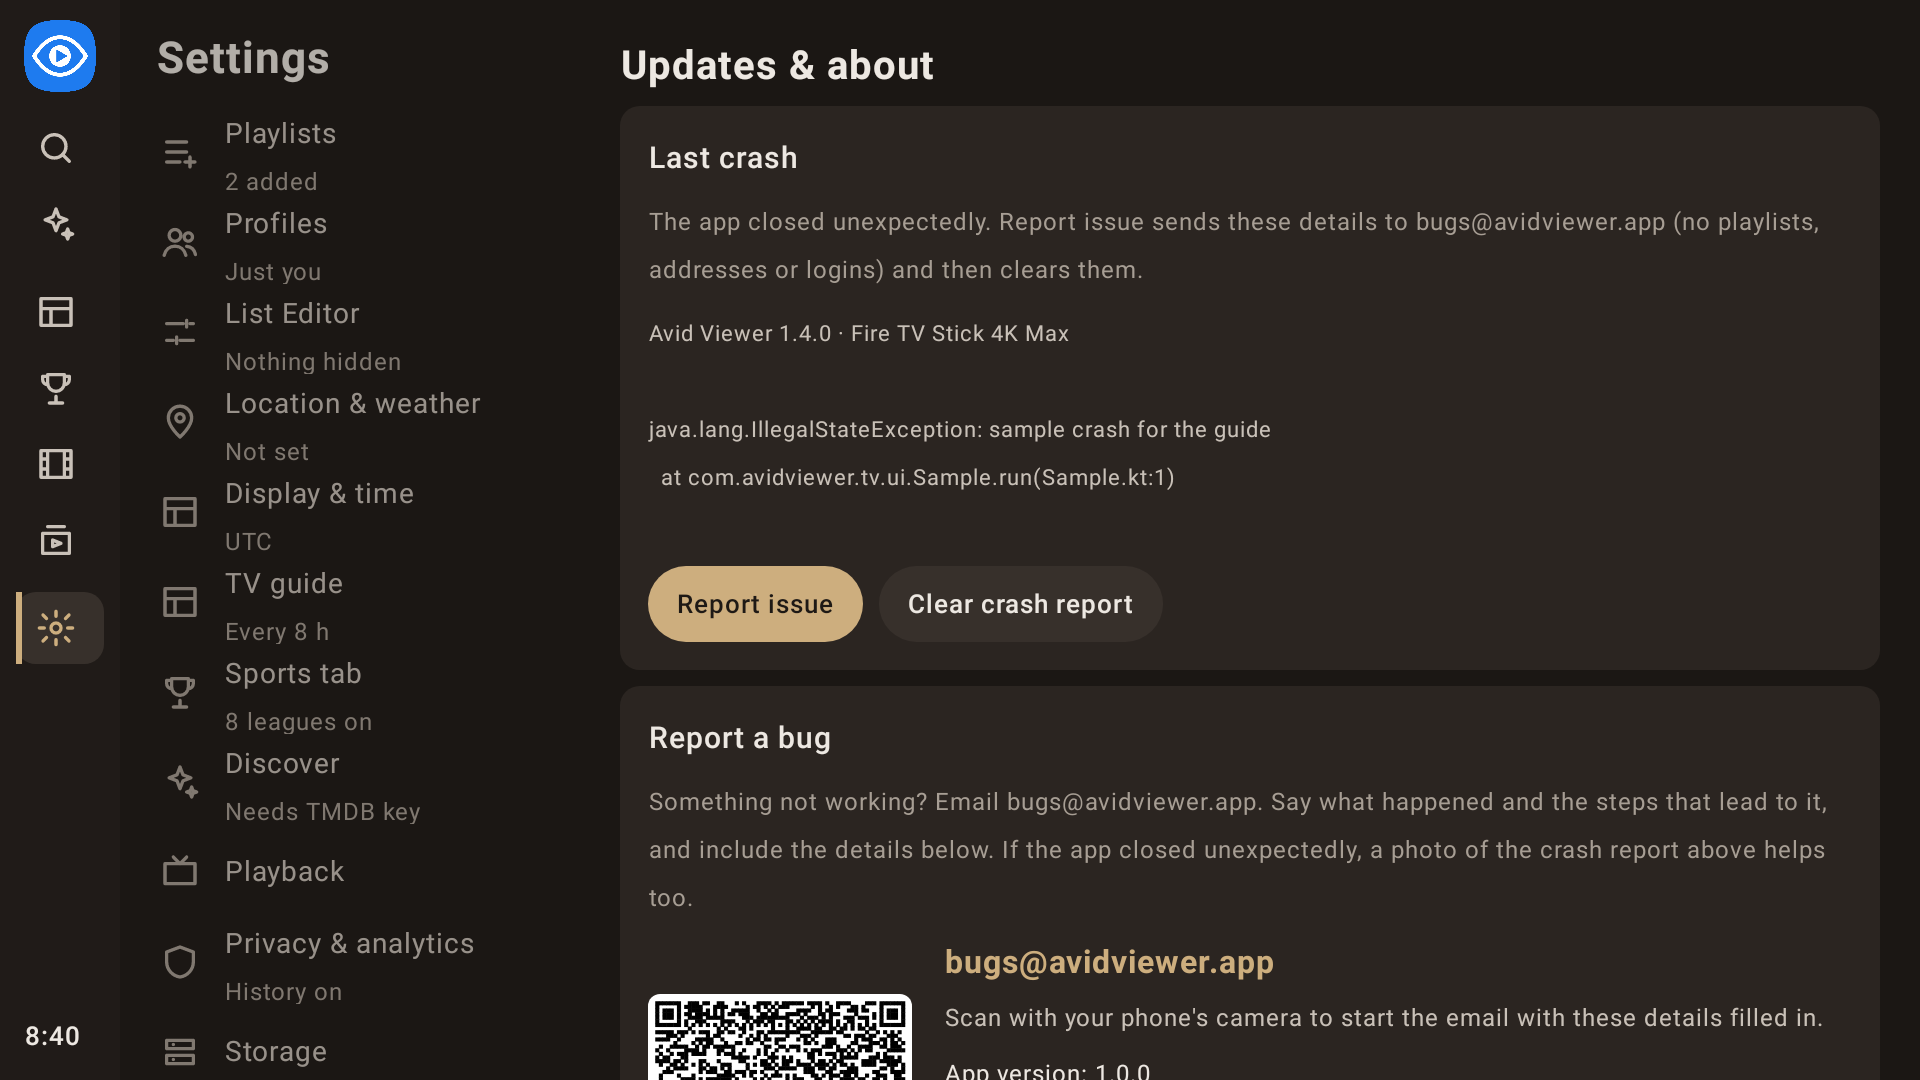 Settings
Playlists
2 added
Profiles
Just you
List Editor
Nothing hidden
Location & weather
Not set
Display & time
UTC
TV guide
Every 8 h
Sports tab
8 leagues on
Discover
Needs TMDB key
Playback
Privacy & analytics
History on
Storage
8:40
Updates & about
Last crash
The app closed unexpectedly. Report issue sends these details to bugs@avidviewer.app (no playlists,
addresses or logins) and then clears them.
Avid Viewer 1.4.0 · Fire TV Stick 4K Max
java.lang.IllegalStateException: sample crash for the guide
at com.avidviewer.tv.ui.Sample.run(Sample.kt:1)
Report issue
Clear crash report
Report a bug
Something not working? Email bugs@avidviewer.app. Say what happened and the steps that lead to it,
and include the details below. If the app closed unexpectedly, a photo of the crash report above helps
too.
bugs@avidviewer.app
Scan with your phone's camera to start the email with these details filled in.
App version: 1.0.0